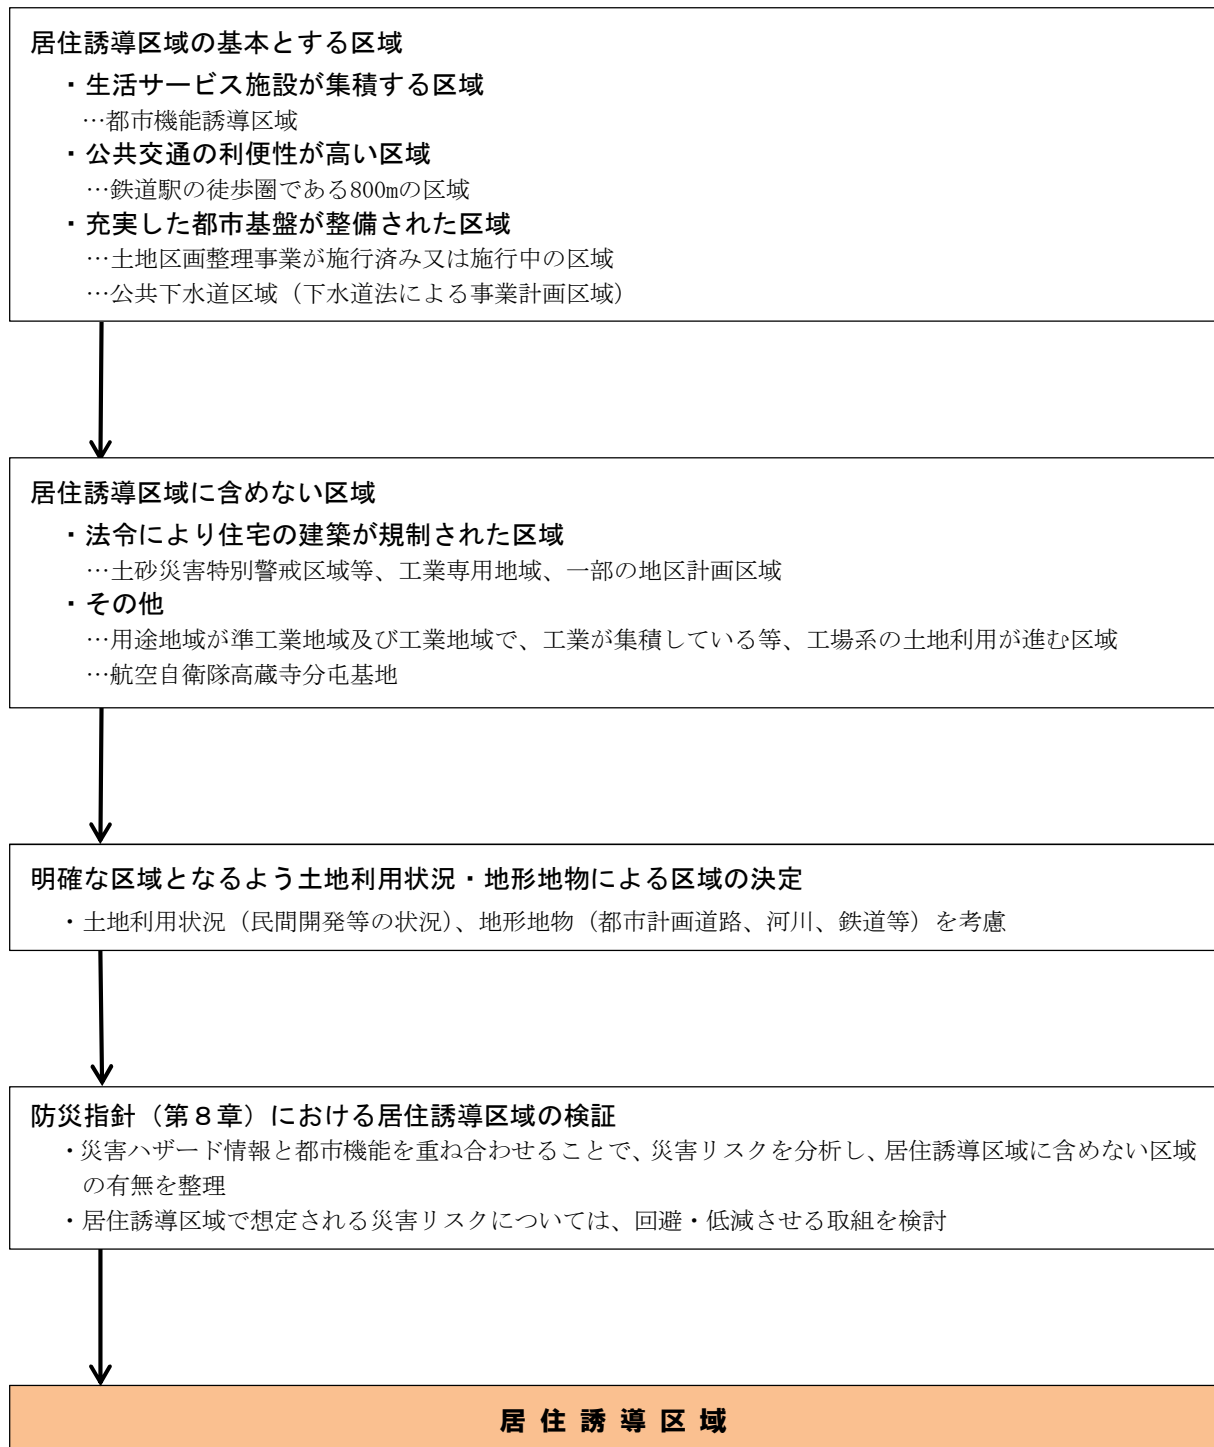 居住誘導区域の基本とする区域
・生活サービス施設が集積する区域
…都市機能誘導区域
・公共交通の利便性が高い区域
…鉄道駅の徒歩圏である800mの区域
・充実した都市基盤が整備された区域
…土地区画整理事業が施行済み又は施行中の区域
…公共下水道区域（下水道法による事業計画区域）
居住誘導区域に含めない区域
・法令により住宅の建築が規制された区域
…土砂災害特別警戒区域等、工業専用地域、一部の地区計画区域
・その他
…用途地域が準工業地域及び工業地域で、工業が集積している等、工場系の土地利用が進む区域
…航空自衛隊高蔵寺分屯基地
明確な区域となるよう土地利用状況・地形地物による区域の決定
・土地利用状況（民間開発等の状況）、地形地物（都市計画道路、河川、鉄道等）を考慮
防災指針（第８章）における居住誘導区域の検証
・災害ハザード情報と都市機能を重ね合わせることで、災害リスクを分析し、居住誘導区域に含めない区域
の有無を整理
・居住誘導区域で想定される災害リスクについては、回避・低減させる取組を検討
居住誘導区域